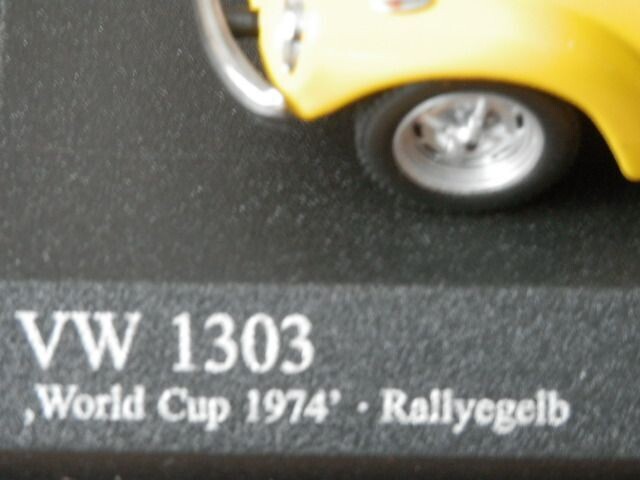 VW 1303
‚World Cup 1974’ · Rallyegelb